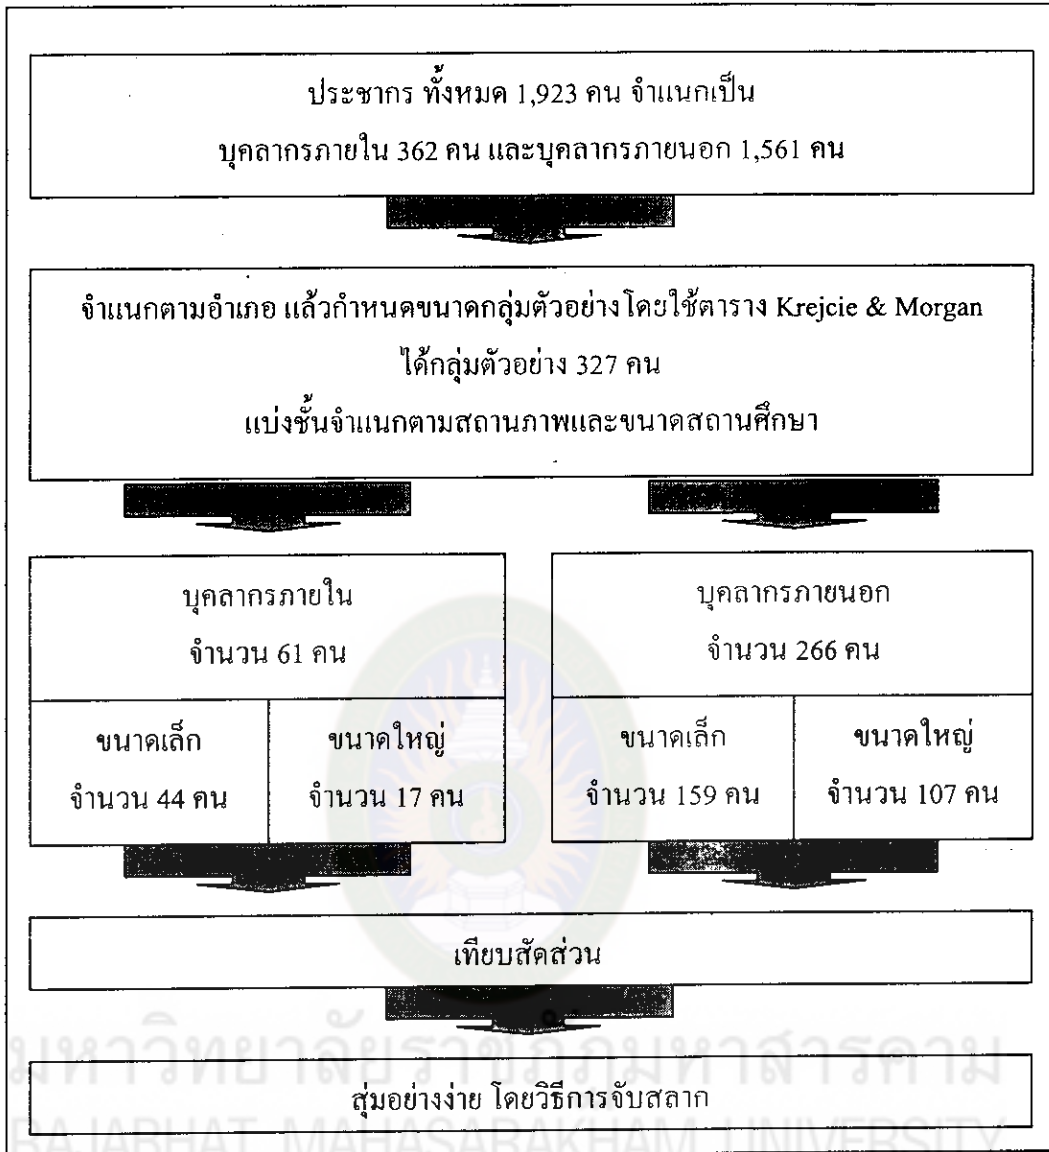 ประชากร ทั้งหมด 1,923 คน จำแนกเป็น
บุคลากรภายใน 362 คน และบุคลากรภายนอก 1,561 คน
จำแนกตามอำเภอ แล้วกำหนดขนาดกลุ่มตัวอย่าง โดยใช้ตาราง Krejcie & Morgan
ได้กลุ่มตัวอย่าง 327 คน
แบ่งชั้นจำแนกตามสถานภาพและขนาดสถานศึกษา
บุคลากรภายใน
จำนวน 61 คน
ขนาดเล็ก
จำนวน 44 คน
ขนาดใหญ่
จำนวน 17 คน
บุคลากรภายนอก
จำนวน 266 คน
ขนาดเล็ก
จำนวน 159 คน
ขนาดใหญ่
จำนวน 107 คน
เทียบสัดส่วน
สุ่มอย่างง่าย โดยวิธีการจับสลาก
มหาวิทยาลัยราชภัฏมหาสารคาม
RAJABHAT MAHASARAKHAM UNIVERSITY